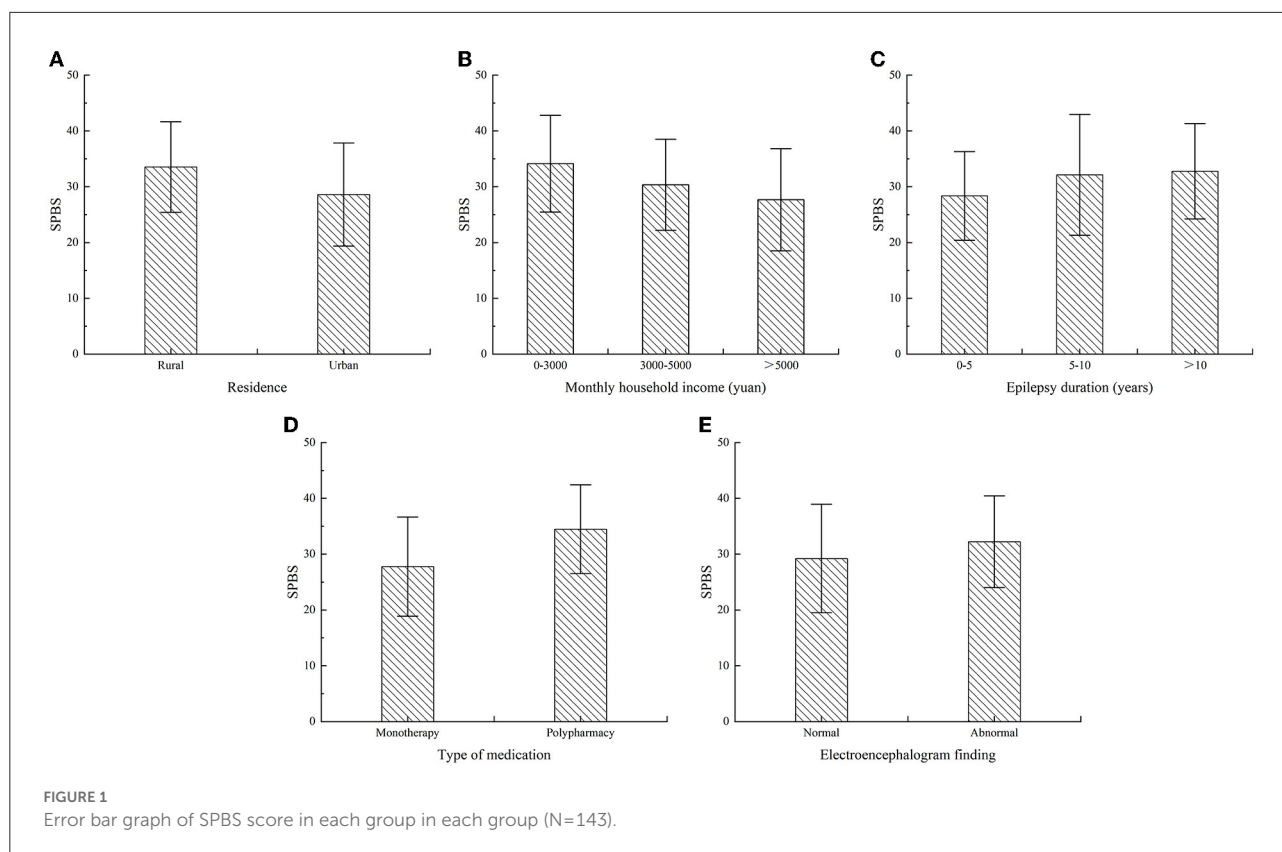 A
50
40
30
20
10
0
SPBS
Rural Urban
Residence
B
50
40
30
20
10
0
SPBS
0-3000 3000-5000 >5000
Monthly household income (yuan)
C
50
40
30
20
10
0
SPBS
0-5 5-10 >10
Epilepsy duration (years)
D
50
40
30
20
10
0
SPBS
Monotherapy Polypharmacy
Type of medication
E
50
40
30
20
10
0
SPBS
Normal Abnormal
Electroencephalogram finding
FIGURE 1
Error bar graph of SPBS score in each group in each group (N=143).